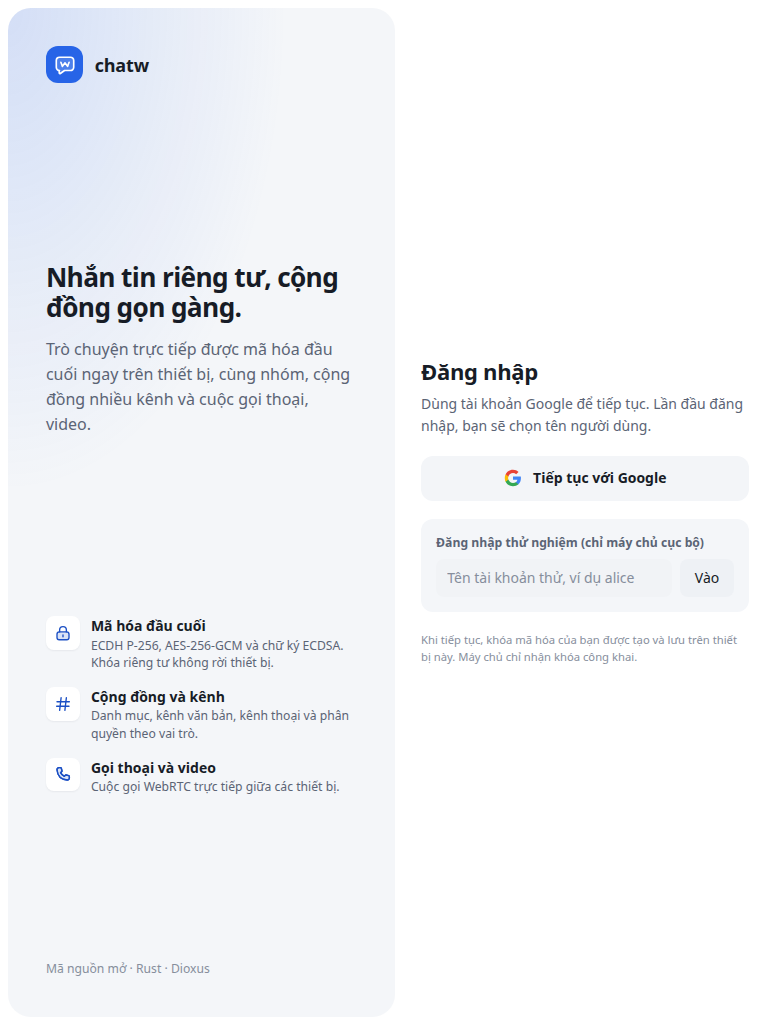 chatw
Nhắn tin riêng tư, cộng
đồng gọn gàng.
Trò chuyện trực tiếp được mã hóa đầu
cuối ngay trên thiết bị, cùng nhóm, cộng
đồng nhiều kênh và cuộc gọi thoại,
video.
Mã hóa đầu cuối
ECDH P-256, AES-256-GCM và chữ ký ECDSA.
Khóa riêng tư không rời thiết bị.
Cộng đồng và kênh
Danh mục, kênh văn bản, kênh thoại và phân
quyền theo vai trò.
Gọi thoại và video
Cuộc gọi WebRTC trực tiếp giữa các thiết bị.
Mã nguồn mở · Rust · Dioxus
Đăng nhập
Dùng tài khoản Google để tiếp tục. Lần đầu đăng
nhập, bạn sẽ chọn tên người dùng.
Tiếp tục với Google
Đăng nhập thử nghiệm (chỉ máy chủ cục bộ)
Tên tài khoản thử, ví dụ alice
Vào
Khi tiếp tục, khóa mã hóa của bạn được tạo và lưu trên thiết
bị này. Máy chủ chỉ nhận khóa công khai.